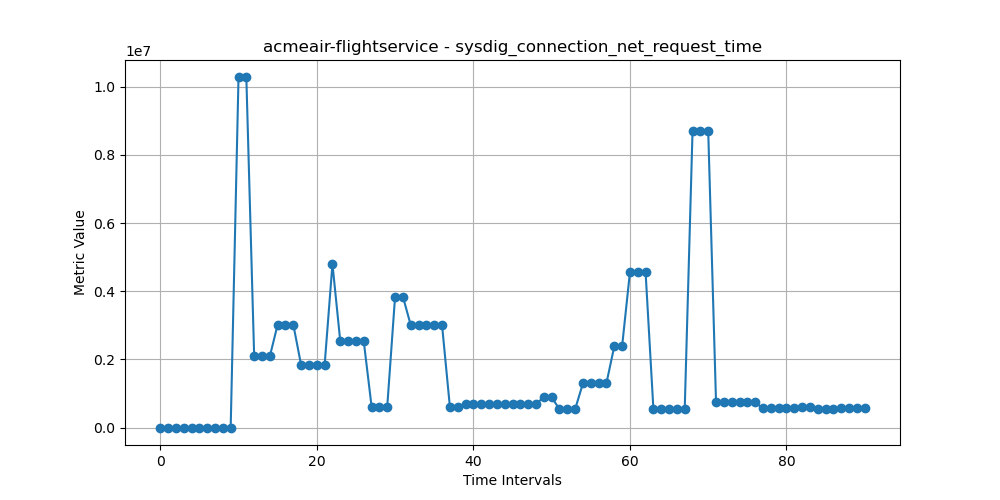 acmeair-flightservice - sysdig_connection_net_request_time
1e7
1.0
0.8
0.6
0.4
0.2
0.0
Metric Value
0 20 40 60 80
Time Intervals